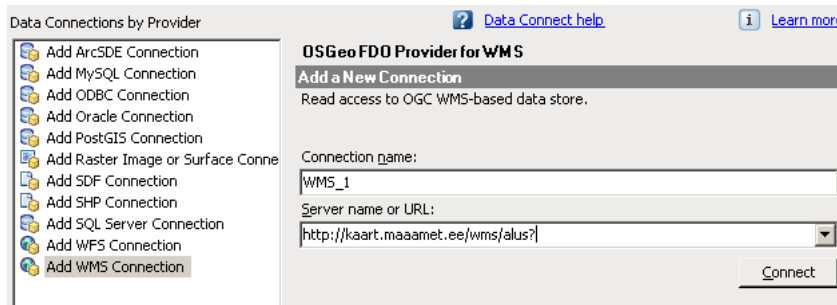 Data Connections by Provider
Data Connect help
Learn more
Add ArcSDE Connection
Add MySQL Connection
Add ODBC Connection
Add Oracle Connection
Add PostGIS Connection
Add Raster Image or Surface Conne
Add SDF Connection
Add SHP Connection
Add SQL Server Connection
Add WFS Connection
Add WMS Connection
OSGeo FDO Provider for WMS
Add a New Connection
Read access to OGC WMS-based data store.
Connection name:
WMS_1
Server name or URL:
http://kaart.maaamet.ee/wms/alus?
Connect